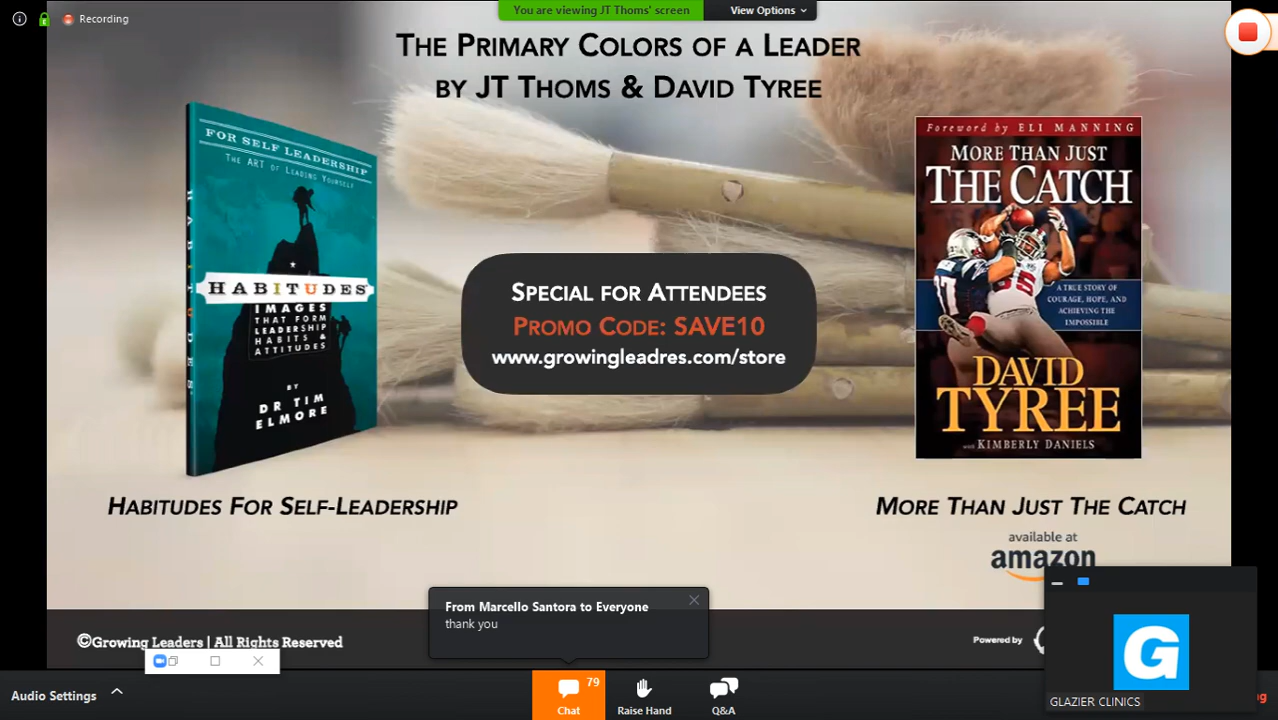 Recording
You are viewing JT Thoms' screen
View Options
THE PRIMARY COLORS OF A LEADER
BY JT THOMS & DAVID TYREE
FOR SELF LEADERSHIP
THE ART OF LEADING YOURSELF
HABITUDES
HABITUDES
IMAGES
THAT FORM
LEADERSHIP
HABITS &
ATTITUDES
BY
DR TIM
ELMORE
SPECIAL FOR ATTENDEES
PROMO CODE: SAVE10
www.growingleadres.com/store
Foreword by ELI MANNING
MORE THAN JUST
THE CATCH
A TRUE STORY OF
COURAGE, HOPE, AND
ACHIEVING THE
IMPOSSIBLE
DAVID
TYREE
with KIMBERLY DANIELS
HABITUDES FOR SELF-LEADERSHIP
MORE THAN JUST THE CATCH
available at
amazon
From Marcello Santora to Everyone
thank you
©Growing Leaders | All Rights Reserved
Powered by
G
GLAZIER CLINICS
Audio Settings
79
Chat
Raise Hand
Q&A